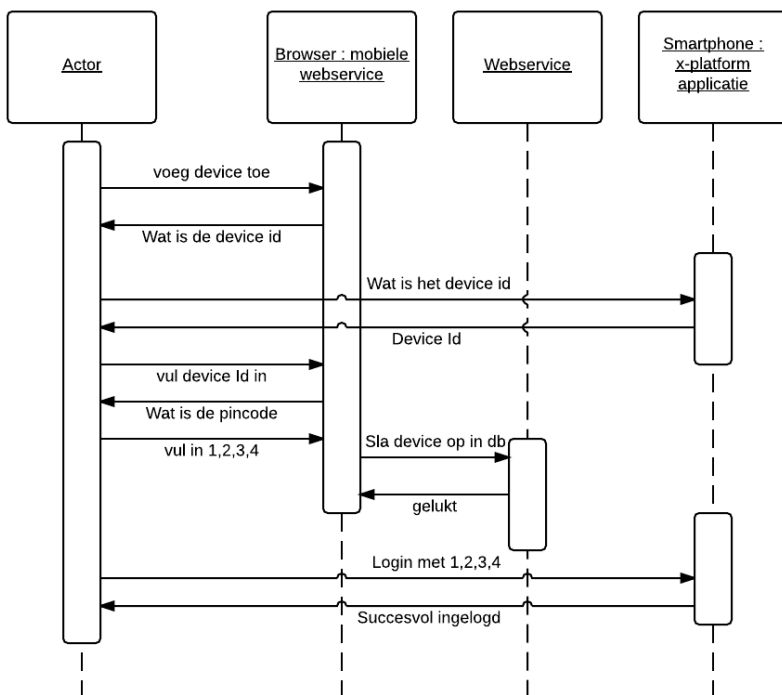 Actor
Browser : mobiele
webservice
Webservice
Smartphone :
x-platform
applicatie
voeg device toe
Wat is de device id
Wat is het device id
Device Id
vul device Id in
Wat is de pincode
vul in 1,2,3,4
Sla device op in db
gelukt
Login met 1,2,3,4
Succesvol ingelogd